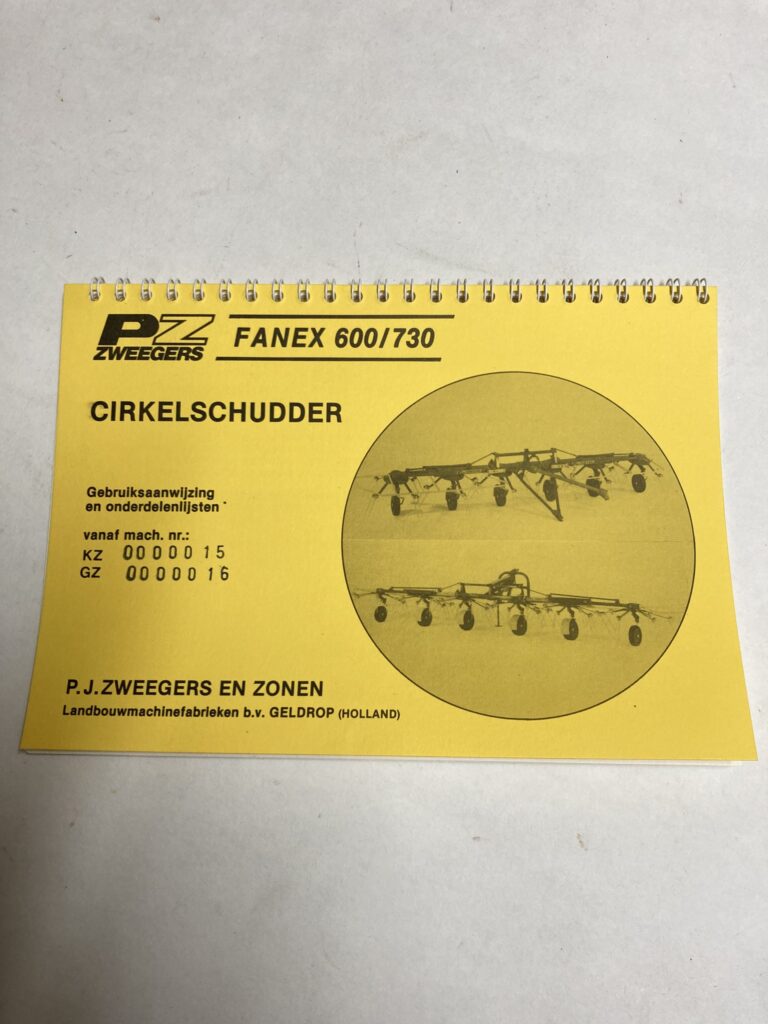 PZ
ZWEEGERS
FANEX 600/730
CIRKELSCHUDDER
Gebruiksaanwijzing
en onderdelenlijsten
vanaf mach. nr.:
KZ 0000015
GZ 0000016
P.J.ZWEEGERS EN ZONEN
Landbouwmachinefabrieken b.v. GELDROP (HOLLAND)